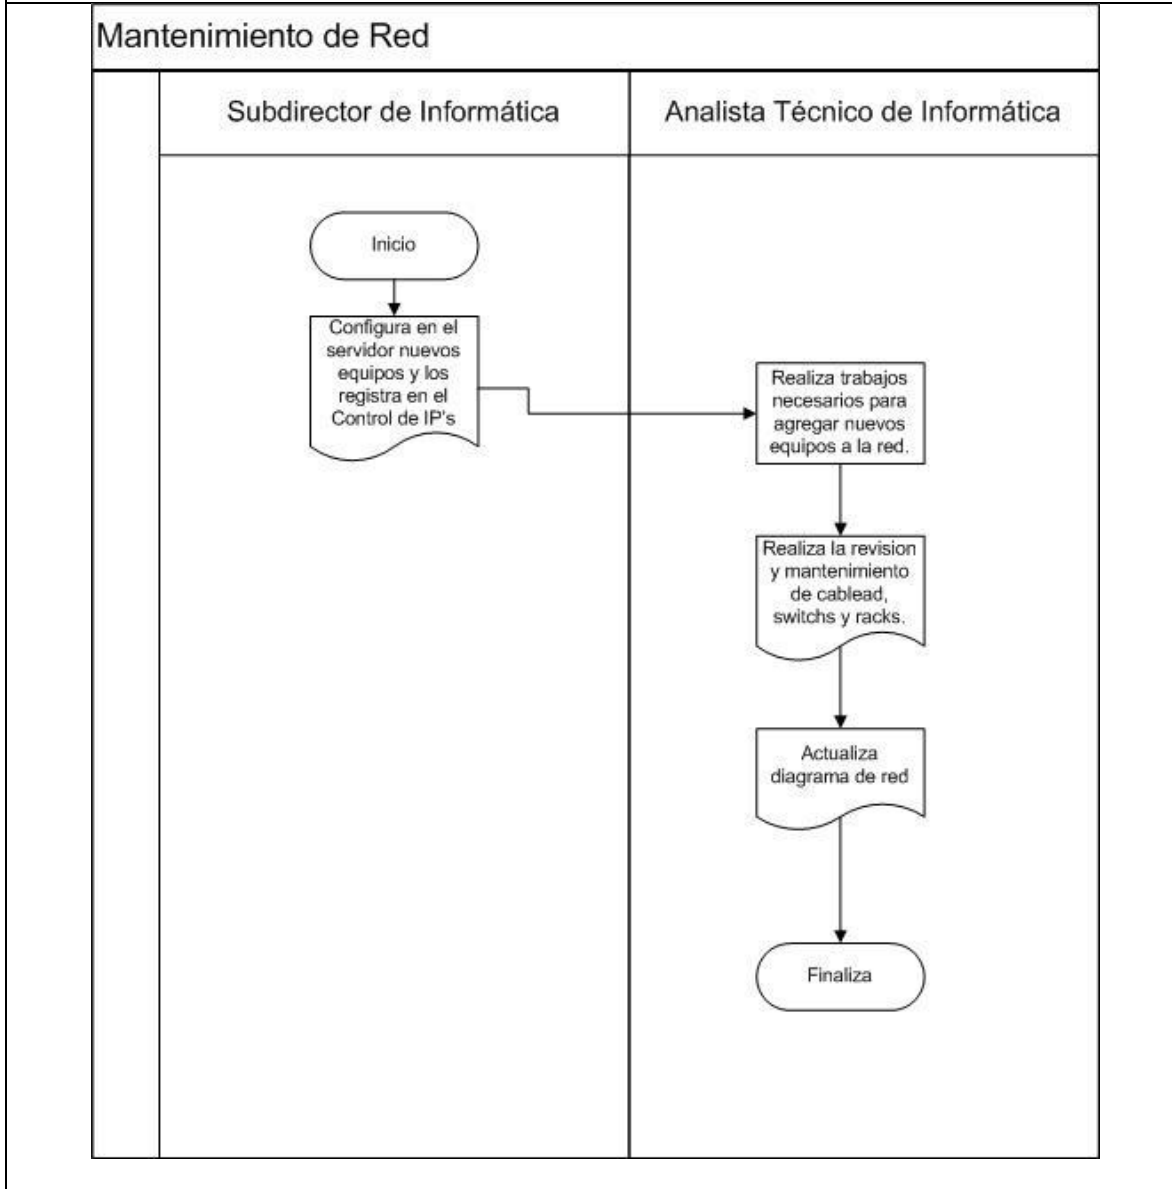 Mantenimiento de Red
Subdirector de Informática
Analista Técnico de Informática
Inicio
Configura en el
servidor nuevos
equipos y los
registra en el
Control de IP's
Realiza trabajos
necesarios para
agregar nuevos
equipos a la red.
Realiza la revision
y mantenimiento
de cablead,
switchs y racks.
Actualiza
diagrama de red
Finaliza